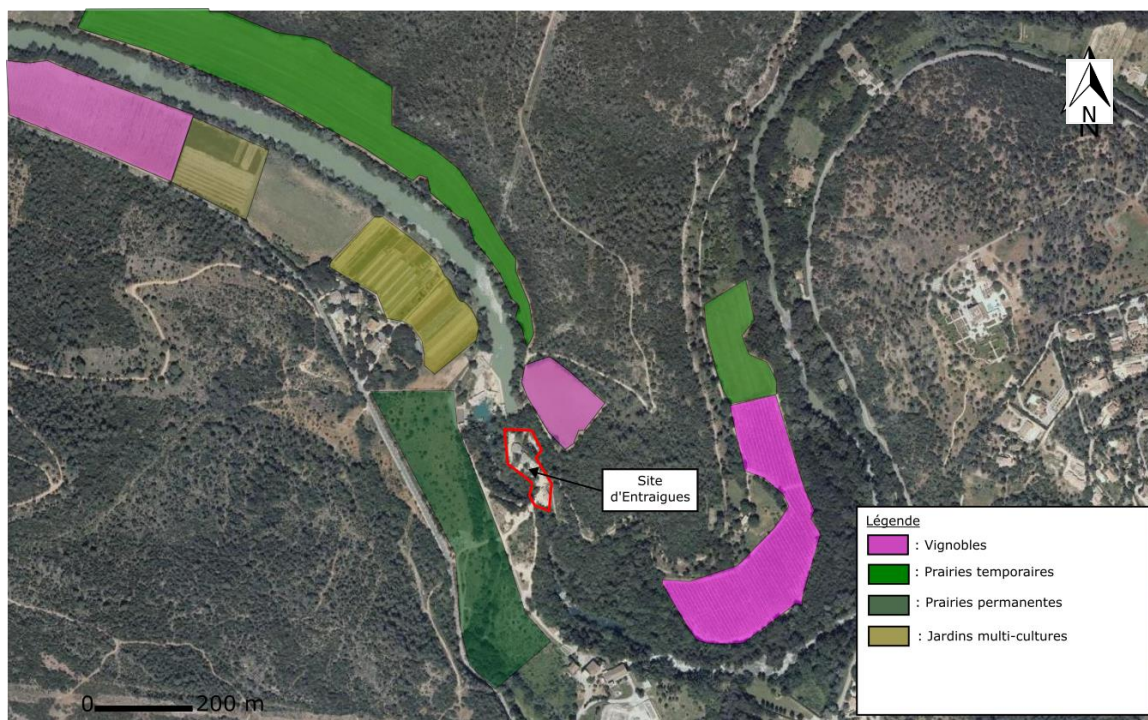 N
N
Site
d'Entraigues
Légende
: Vignobles
: Prairies temporaires
: Prairies permanentes
: Jardins multi-cultures
0 200 m